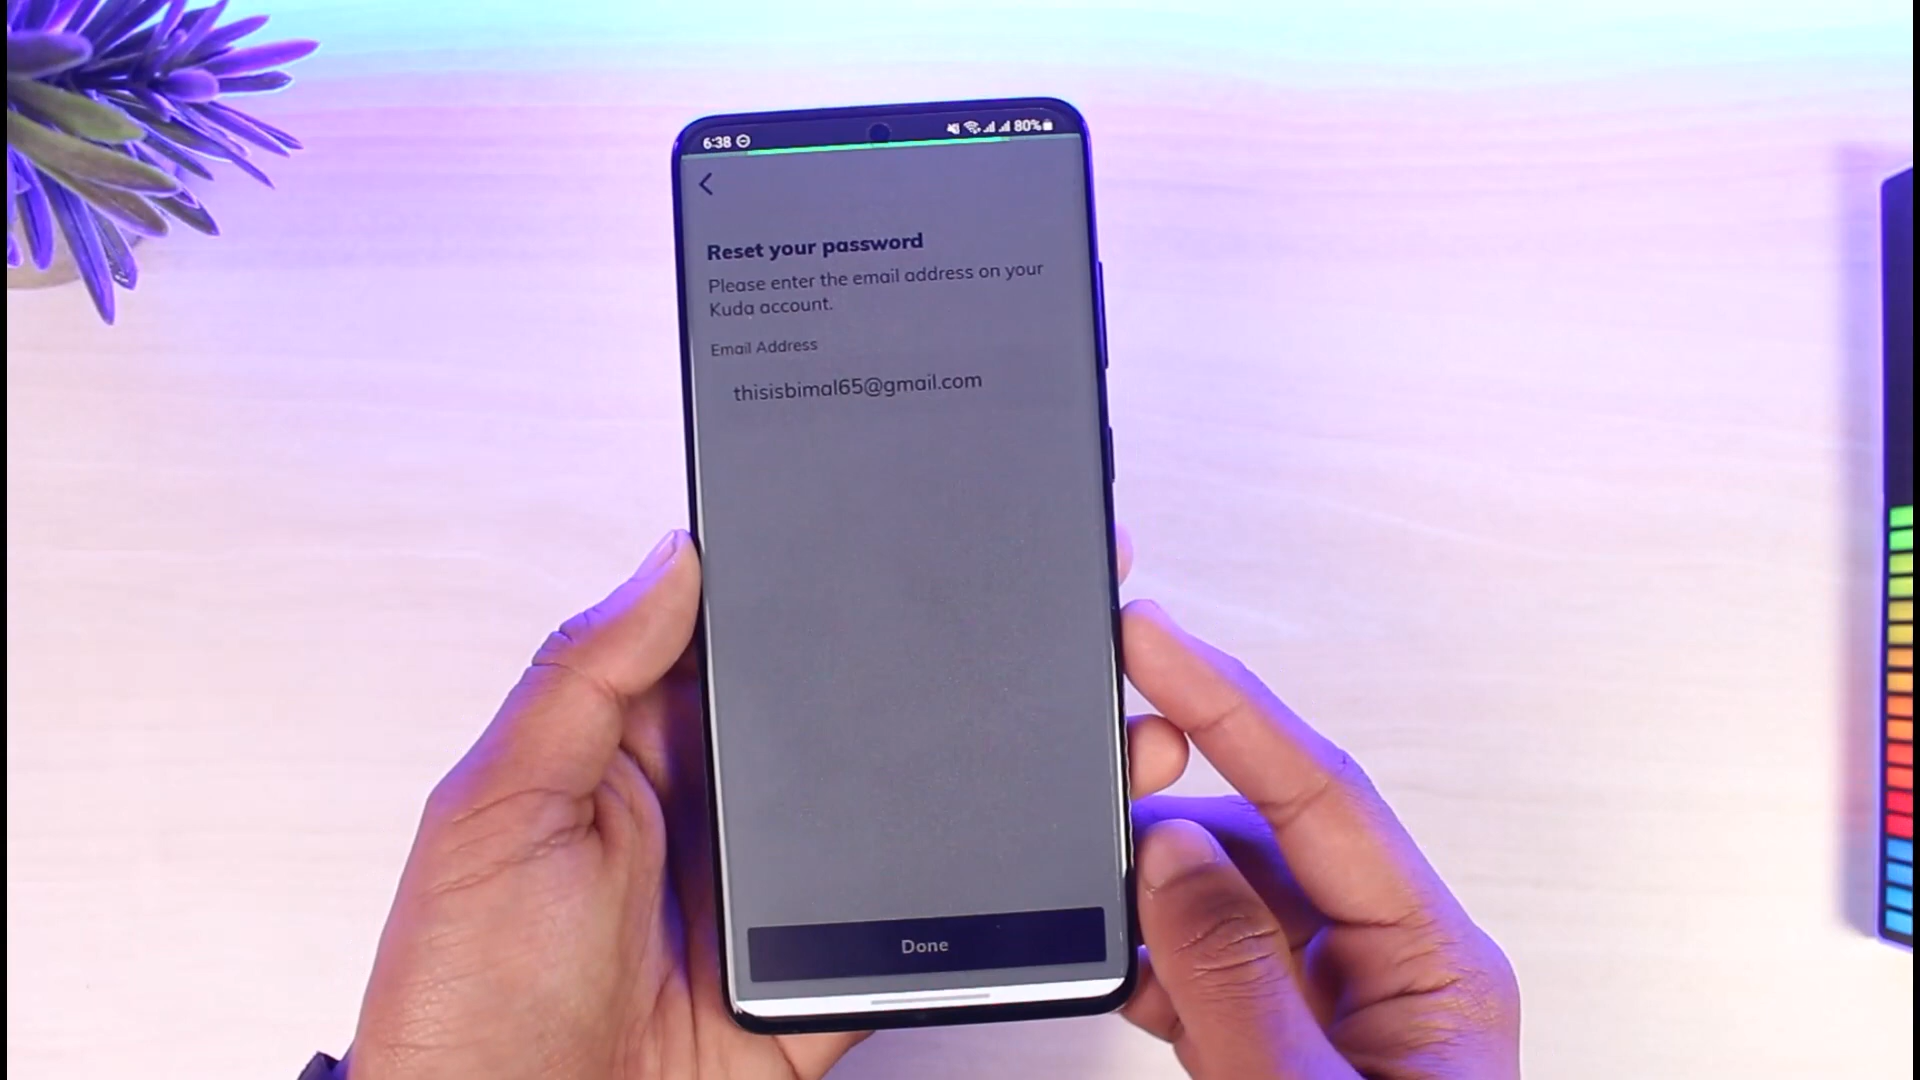 6:38 80%
Reset your password
Please enter the email address on your
Kuda account.
Email Address
thisisbimal65@gmail.com
Done